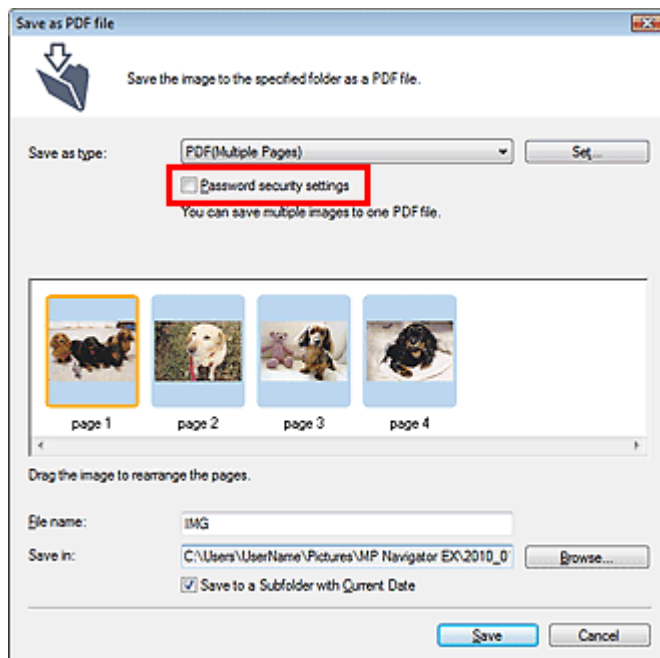 Save as PDF file
Save the image to the specified folder as a PDF file.
Save as type: PDF(Multiple Pages) Set...
Password security settings
You can save multiple images to one PDF file.
page 1 page 2 page 3 page 4
Drag the image to rearrange the pages.
File name: IMG
Save in: C:\Users\UserName\Pictures\MP Navigator EX\2010_0 Browse...
Save to a Subfolder with Current Date
Save Cancel